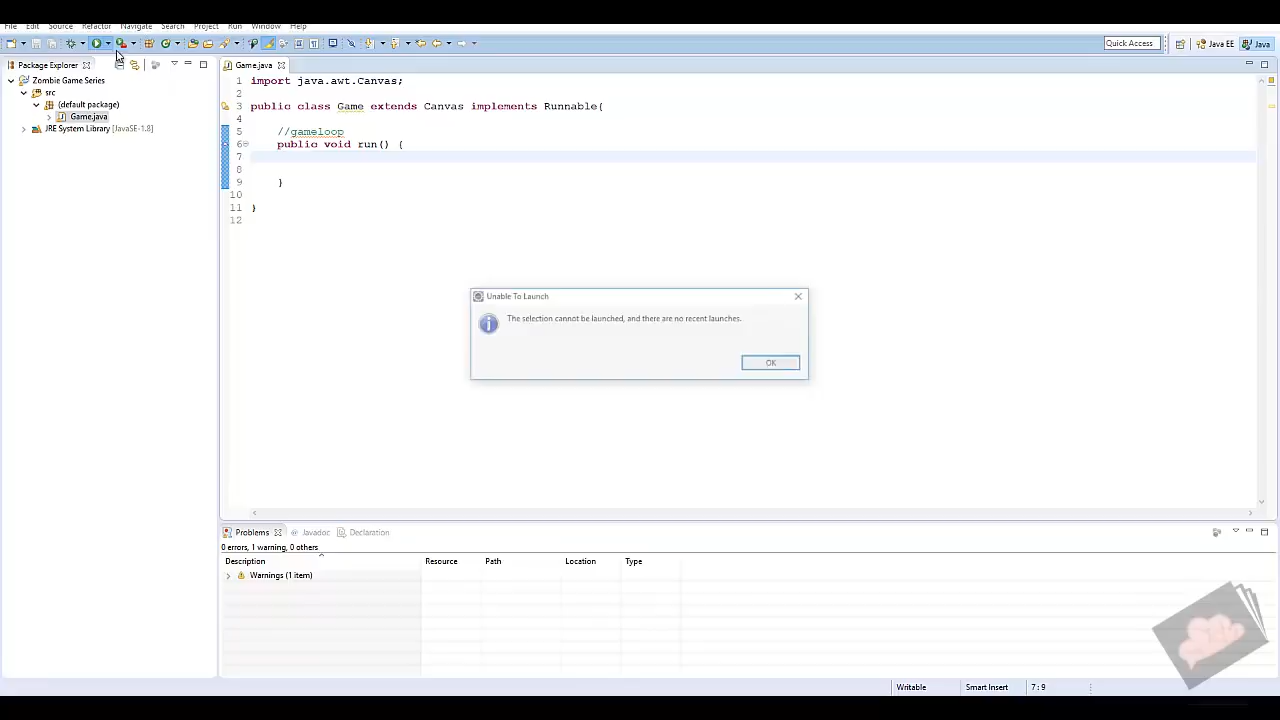 File Edit Source Refactor Navigate Search Project Run Window Help
Quick Access
Java EE
Java
Package Explorer
Zombie Game Series
src
(default package)
Game.java
JRE System Library [JavaSE-1.8]
Game.java
1 import java.awt.Canvas;
2
3 public class Game extends Canvas implements Runnable{
4
5 //gameloop
6 public void run() {
7
8
9 }
10
11 }
12
Unable To Launch
The selection cannot be launched, and there are no recent launches.
OK
Problems Javadoc Declaration
0 errors, 1 warning, 0 others
Description Resource Path Location Type
Warnings (1 item)
Writable Smart Insert 7 : 9